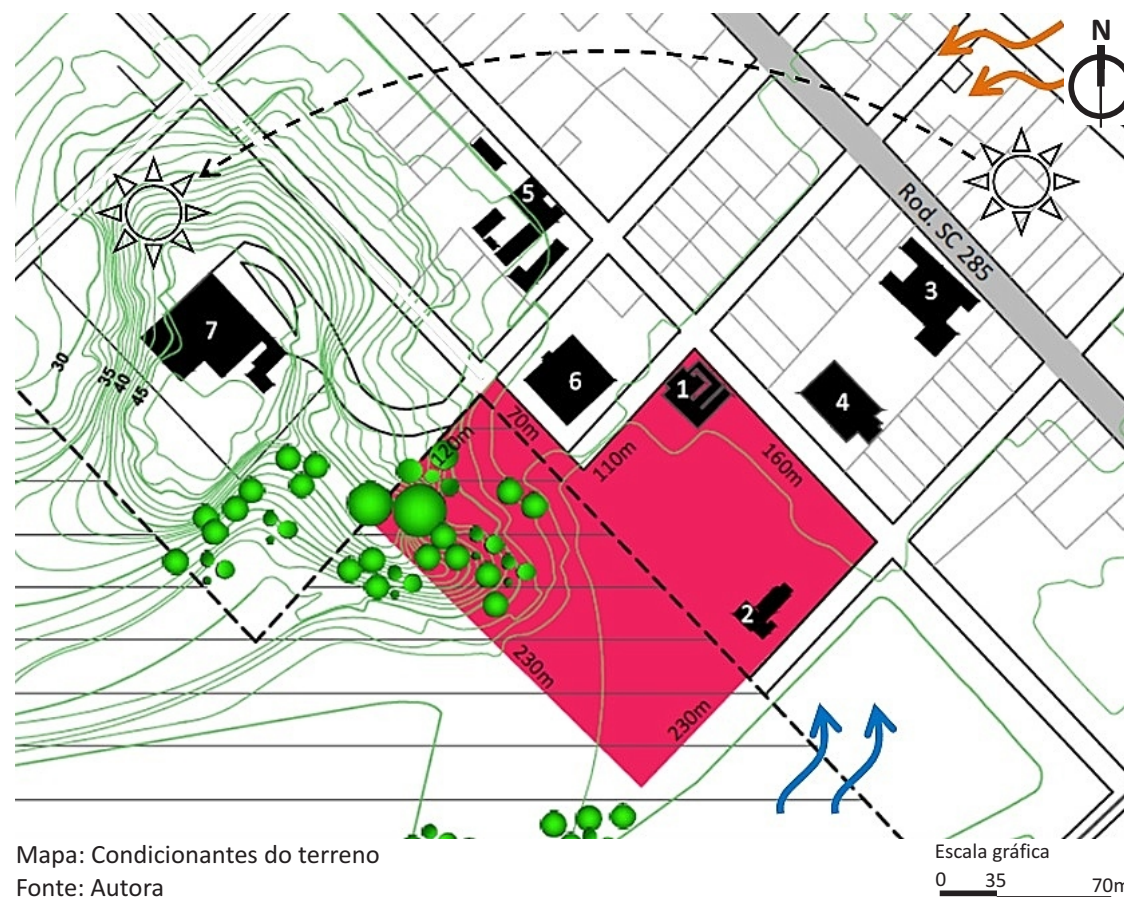 N
Rod. SC 285
5
3
7
6
1
4
30
35
40
45
70m
120m
110m
160m
2
230m
230m
Mapa: Condicionantes do terreno
Fonte: Autora
Escala gráfica
0 35 70m